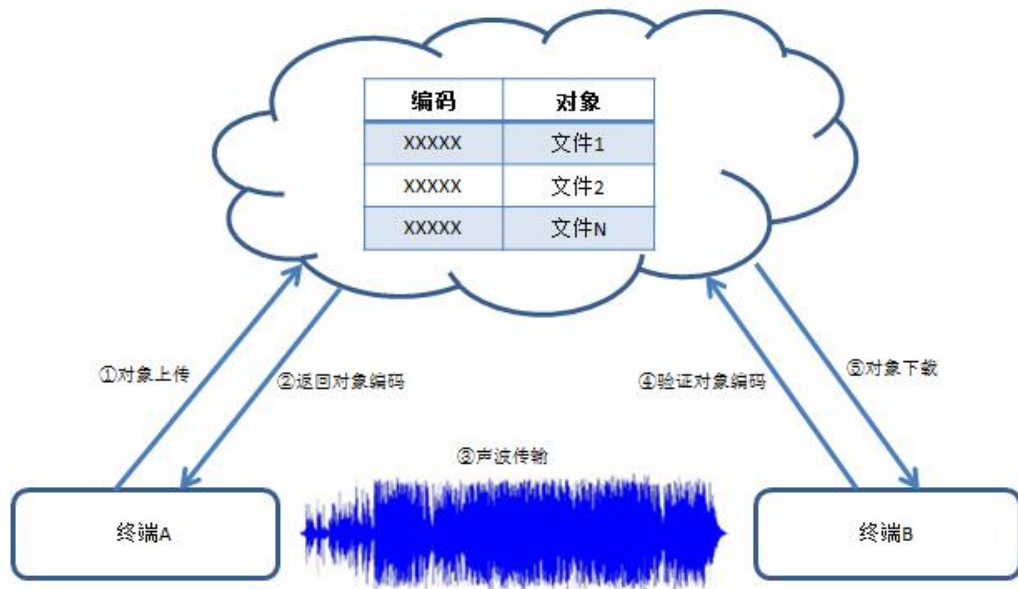 编码 对象
XXXXX 文件1
XXXXX 文件2
XXXXX 文件N
①对象上传
②返回对象编码
④验证对象编码
⑤对象下载
③声波传输
终端A
终端B